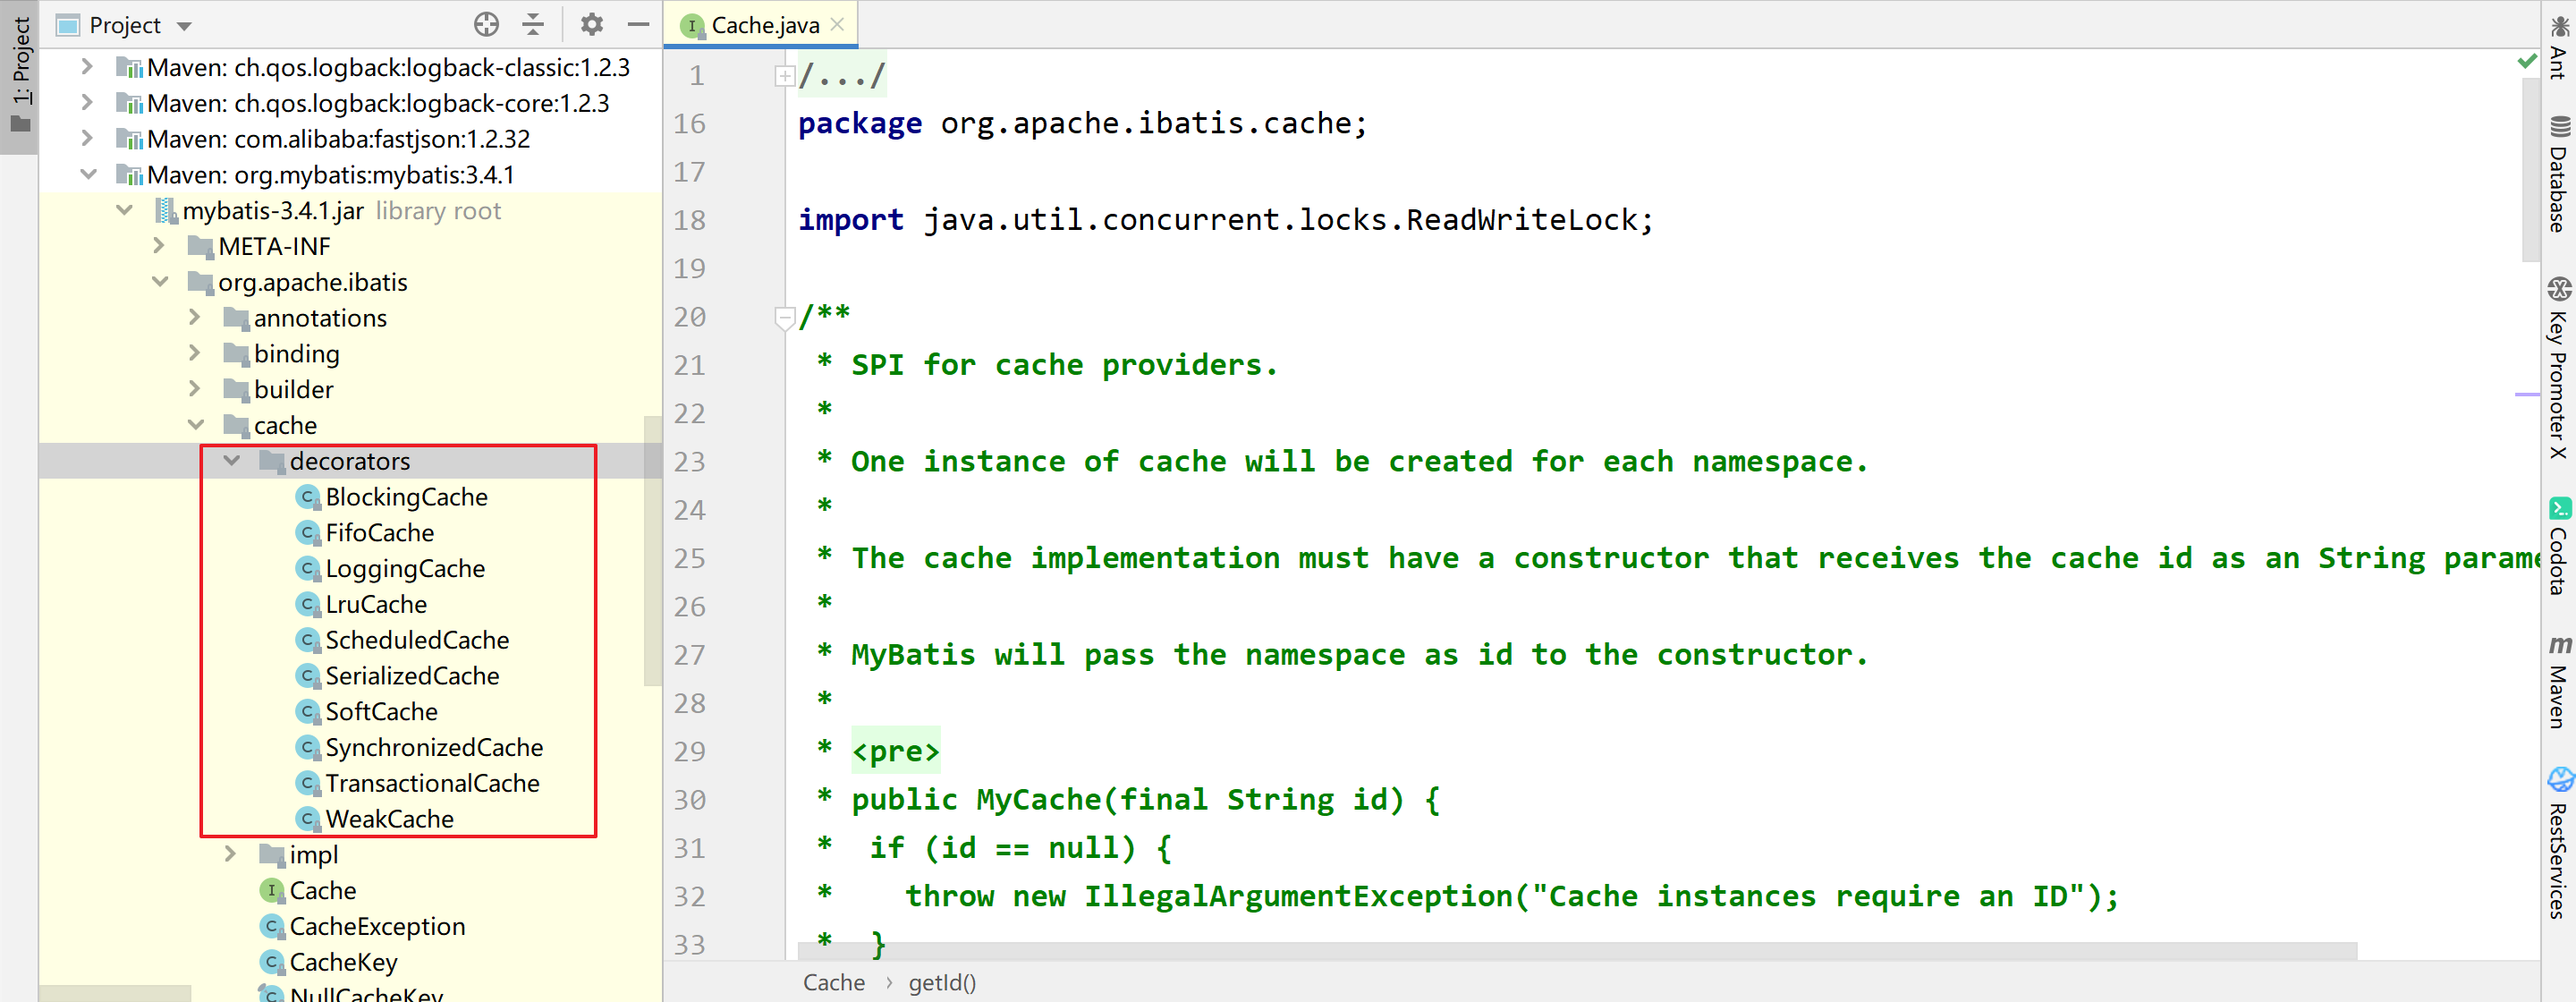 1: Project
Project
Maven: ch.qos.logback:logback-classic:1.2.3
Maven: ch.qos.logback:logback-core:1.2.3
Maven: com.alibaba:fastjson:1.2.32
Maven: org.mybatis:mybatis:3.4.1
mybatis-3.4.1.jar library root
META-INF
org.apache.ibatis
annotations
binding
builder
cache
decorators
BlockingCache
FifoCache
LoggingCache
LruCache
ScheduledCache
SerializedCache
SoftCache
SynchronizedCache
TransactionalCache
WeakCache
impl
Cache
CacheException
CacheKey
NullCacheKey
Cache.java
1 /.../
16 package org.apache.ibatis.cache;
17
18 import java.util.concurrent.locks.ReadWriteLock;
19
20 /**
21 * SPI for cache providers.
22 *
23 * One instance of cache will be created for each namespace.
24 *
25 * The cache implementation must have a constructor that receives the cache id as an String parame
26 *
27 * MyBatis will pass the namespace as id to the constructor.
28 *
29 * <pre>
30 * public MyCache(final String id) {
31 *  if (id == null) {
32 *    throw new IllegalArgumentException("Cache instances require an ID");
33 *  }
Cache › getId()
Ant
Database
Key Promoter X
Codota
Maven
RestServices